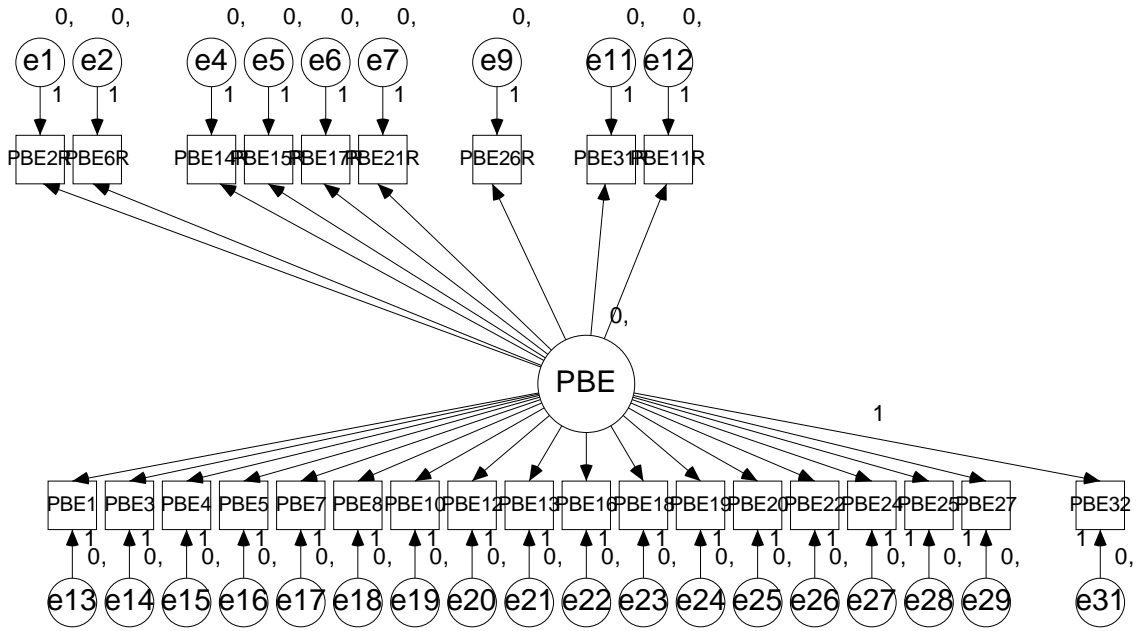 0, 0, 0, 0, 0, 0, 0, 0, 0,
e1 e2 e4 e5 e6 e7 e9 e11 e12
1 1 1 1 1 1 1 1 1
PBE2R PBE6R PBE14R PBE15R PBE17R PBE21R PBE26R PBE31R PBE11R
0,
PBE
1
PBE1 PBE3 PBE4 PBE5 PBE7 PBE8 PBE10 PBE12 PBE13 PBE16 PBE18 PBE19 PBE20 PBE22 PBE24 PBE25 PBE27 PBE32
1 1 1 1 1 1 1 1 1 1 1 1 1 1 1 1 1 1
0, 0, 0, 0, 0, 0, 0, 0, 0, 0, 0, 0, 0, 0, 0, 0, 0, 0,
e13 e14 e15 e16 e17 e18 e19 e20 e21 e22 e23 e24 e25 e26 e27 e28 e29 e31